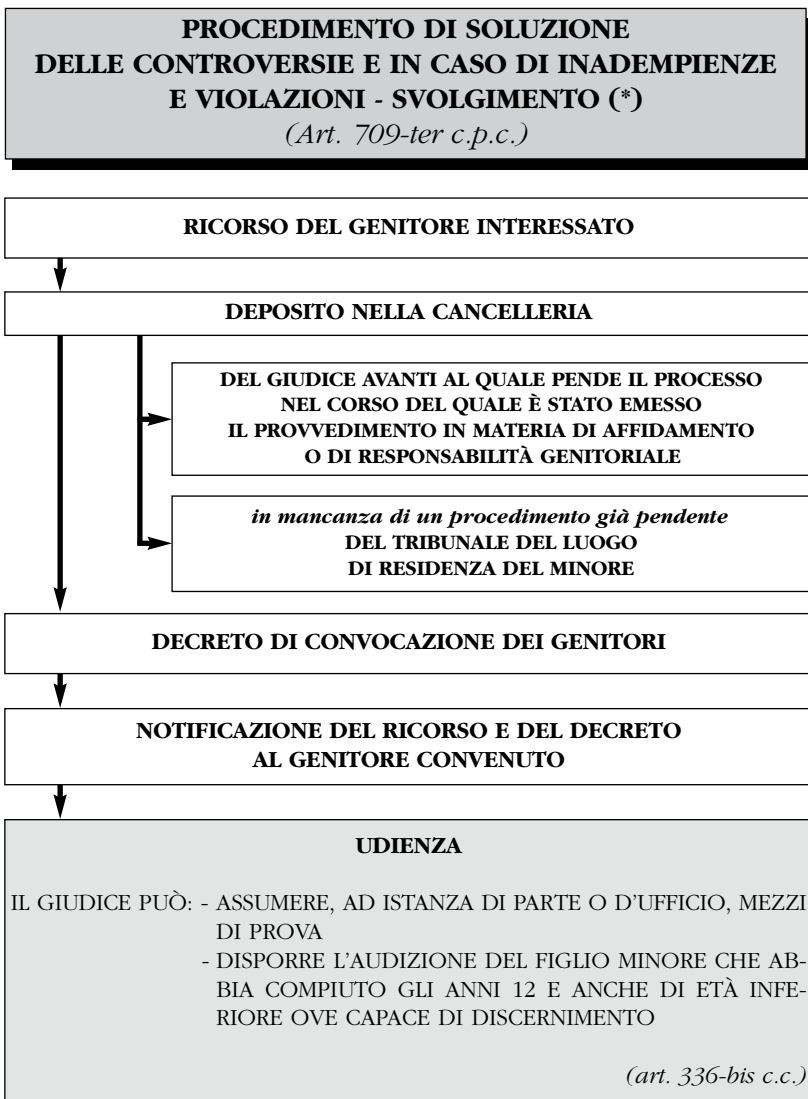 PROCEDIMENTO DI SOLUZIONE
DELLE CONTROVERSIE E IN CASO DI INADEMPIENZE
E VIOLAZIONI - SVOLGIMENTO (*)
(Art. 709-ter c.p.c.)
RICORSO DEL GENITORE INTERESSATO
DEPOSITO NELLA CANCELLERIA
DEL GIUDICE AVANTI AL QUALE PENDE IL PROCESSO
NEL CORSO DEL QUALE È STATO EMESSO
IL PROVVEDIMENTO IN MATERIA DI AFFIDAMENTO
O DI RESPONSABILITÀ GENITORIALE
in mancanza di un procedimento già pendente
DEL TRIBUNALE DEL LUOGO
DI RESIDENZA DEL MINORE
DECRETO DI CONVOCAZIONE DEI GENITORI
NOTIFICAZIONE DEL RICORSO E DEL DECRETO
AL GENITORE CONVENUTO
UDIENZA
IL GIUDICE PUÒ: - ASSUMERE, AD ISTANZA DI PARTE O D'UFFICIO, MEZZI
DI PROVA
- DISPORRE L'AUDIZIONE DEL FIGLIO MINORE CHE AB-
BIA COMPIUTO GLI ANNI 12 E ANCHE DI ETÀ INFE-
RIORE OVE CAPACE DI DISCERNIMENTO
(art. 336-bis c.c.)